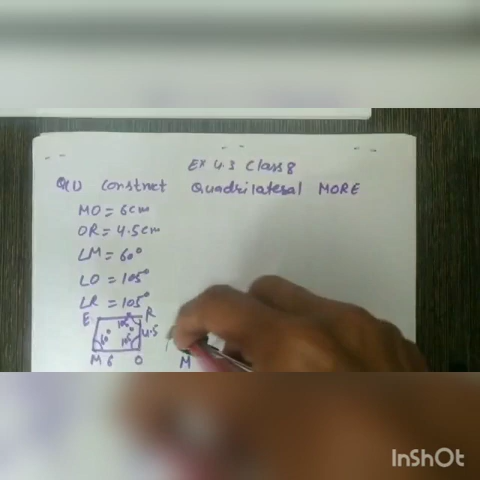 Ex 4.3 Class 8
Q(1) Construct Quadrilateral MORE
MO = 6cm
OR = 4.5cm
∠M = 60°
∠O = 105°
∠R = 105°
E R
60° 105° 105° 4.5
M 6 O
M
InShOt